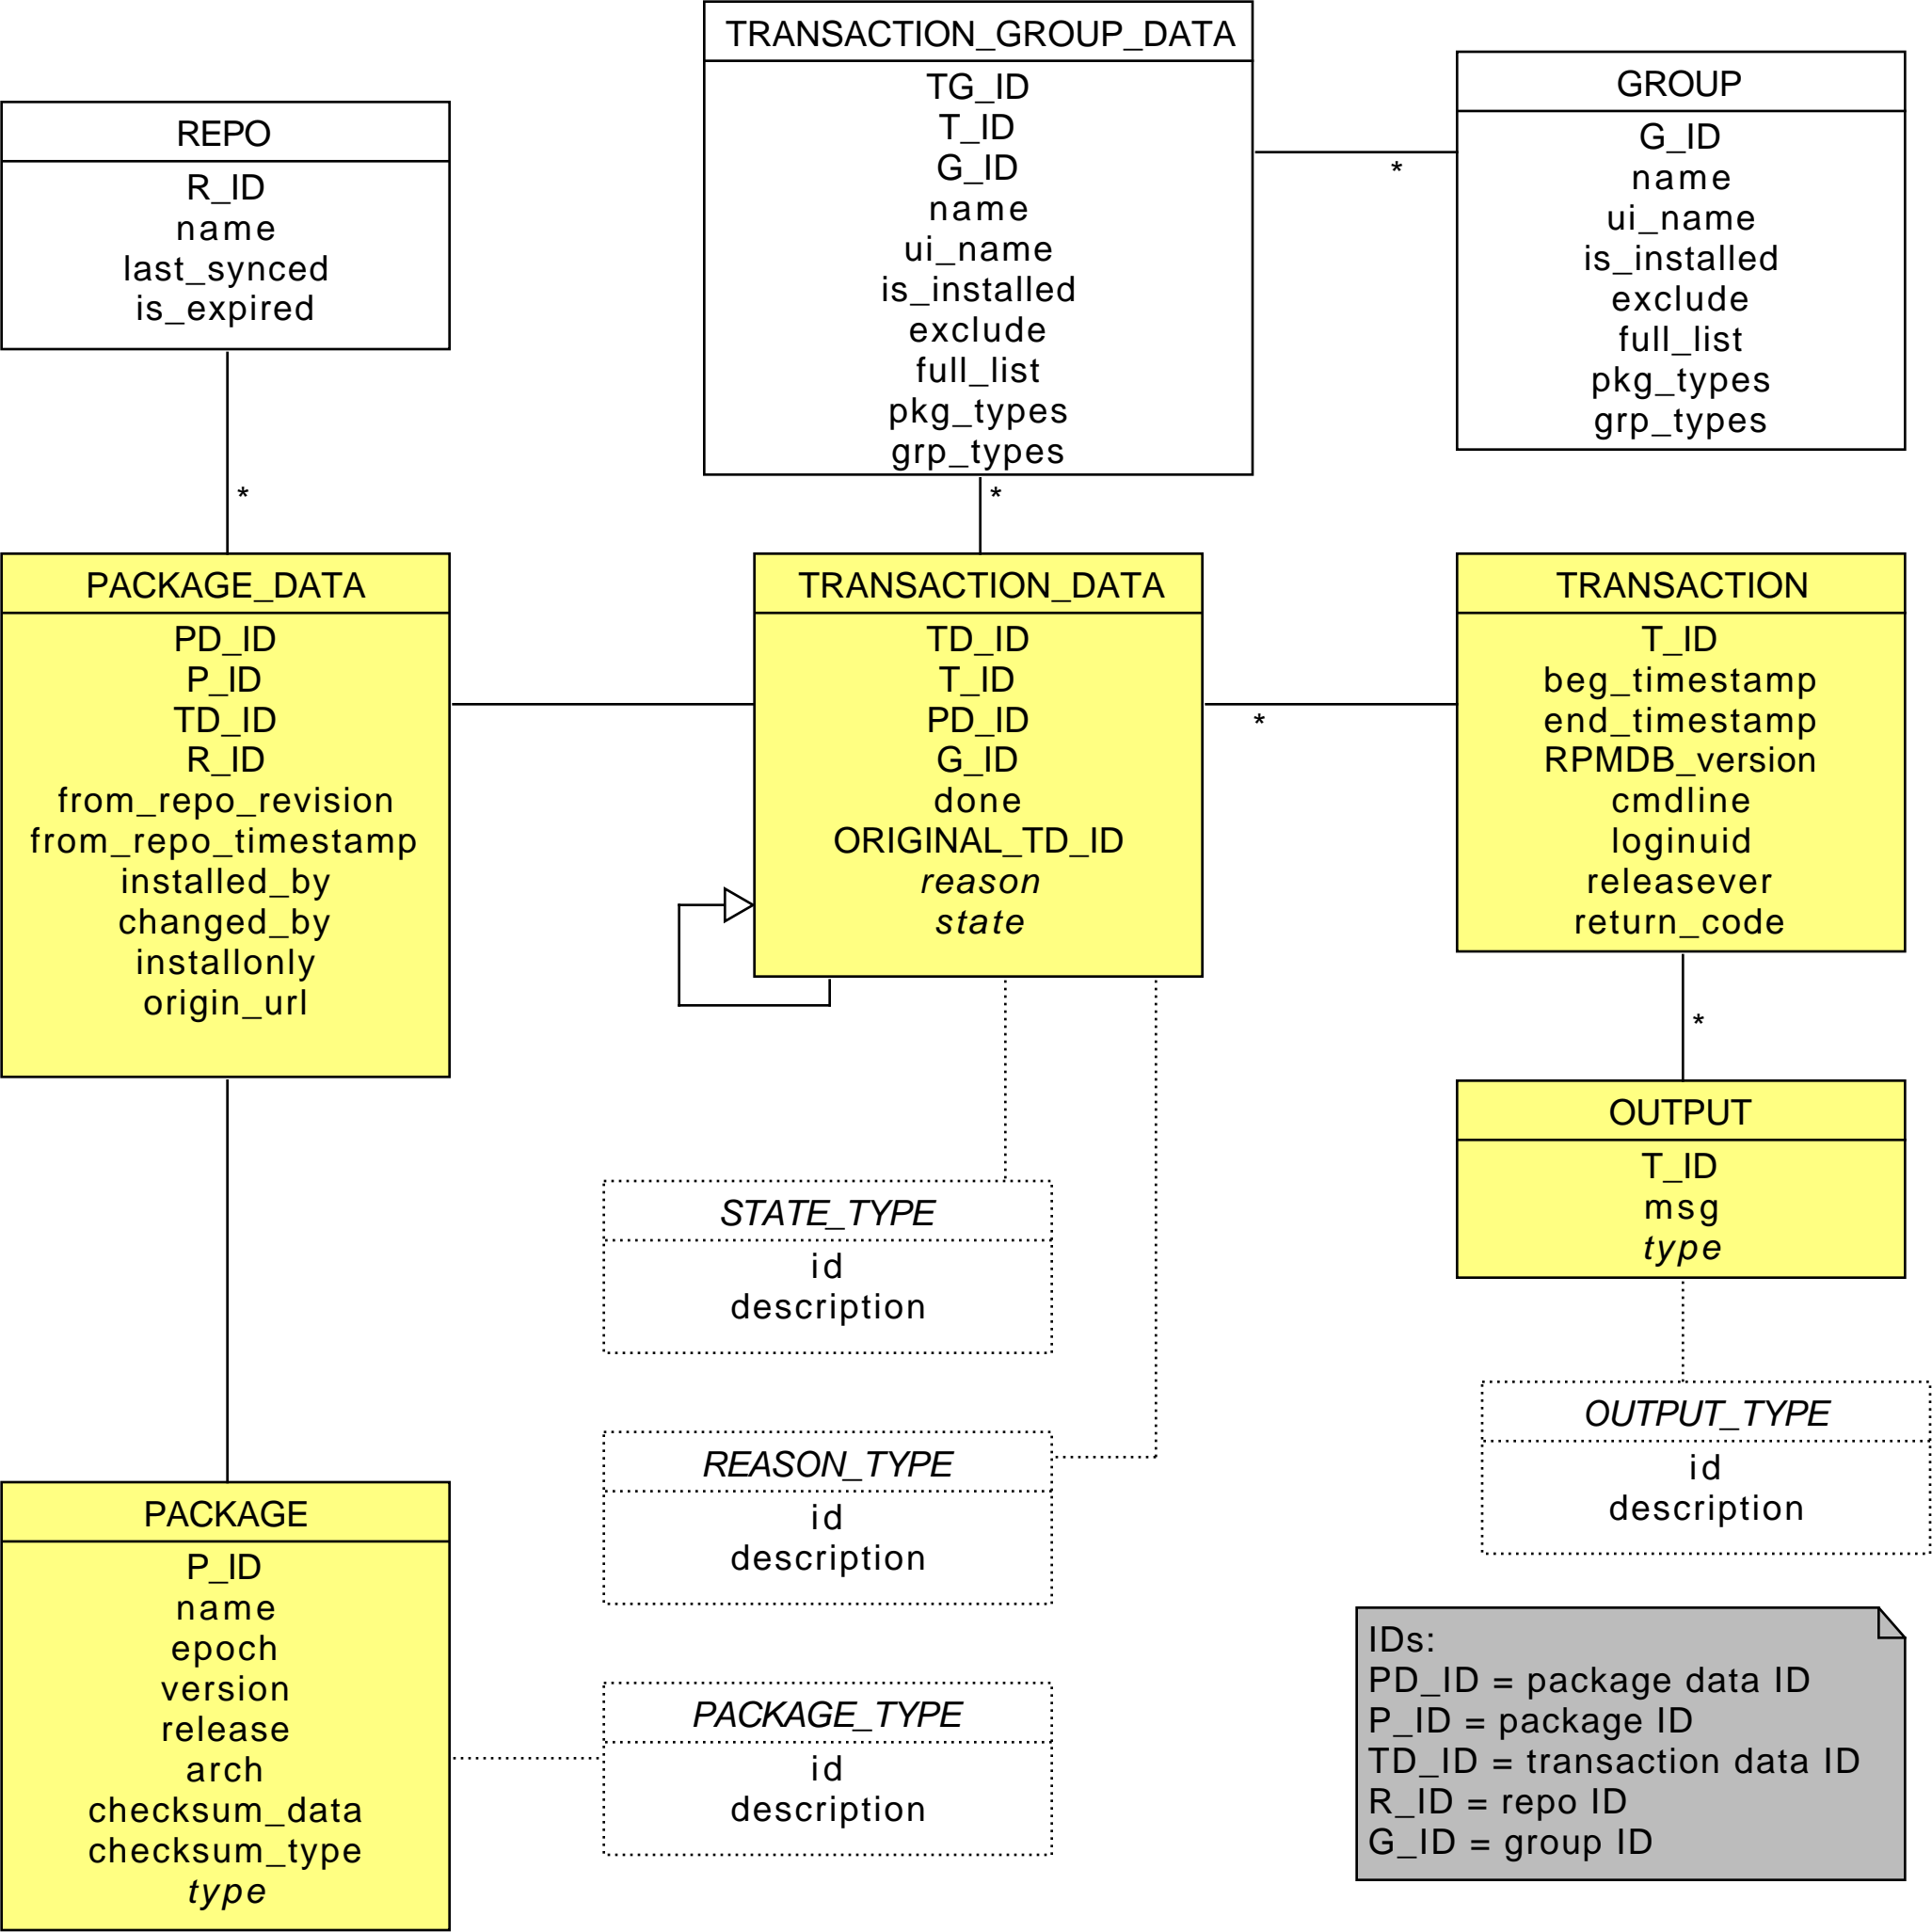 TRANSACTION_GROUP_DATA
TG_ID
T_ID
G_ID
name
ui_name
is_installed
exclude
full_list
pkg_types
grp_types
*
GROUP
G_ID
name
ui_name
is_installed
exclude
full_list
pkg_types
grp_types
*
REPO
R_ID
name
last_synced
is_expired
*
PACKAGE_DATA
PD_ID
P_ID
TD_ID
R_ID
from_repo_revision
from_repo_timestamp
installed_by
changed_by
installonly
origin_url
TRANSACTION_DATA
TD_ID
T_ID
PD_ID
G_ID
done
ORIGINAL_TD_ID
reason
state
*
TRANSACTION
T_ID
beg_timestamp
end_timestamp
RPMDB_version
cmdline
loginuid
releasever
return_code
*
OUTPUT
T_ID
msg
type
STATE_TYPE
id
description
REASON_TYPE
id
description
OUTPUT_TYPE
id
description
PACKAGE
P_ID
name
epoch
version
release
arch
checksum_data
checksum_type
type
PACKAGE_TYPE
id
description
IDs:
PD_ID = package data ID
P_ID = package ID
TD_ID = transaction data ID
R_ID = repo ID
G_ID = group ID